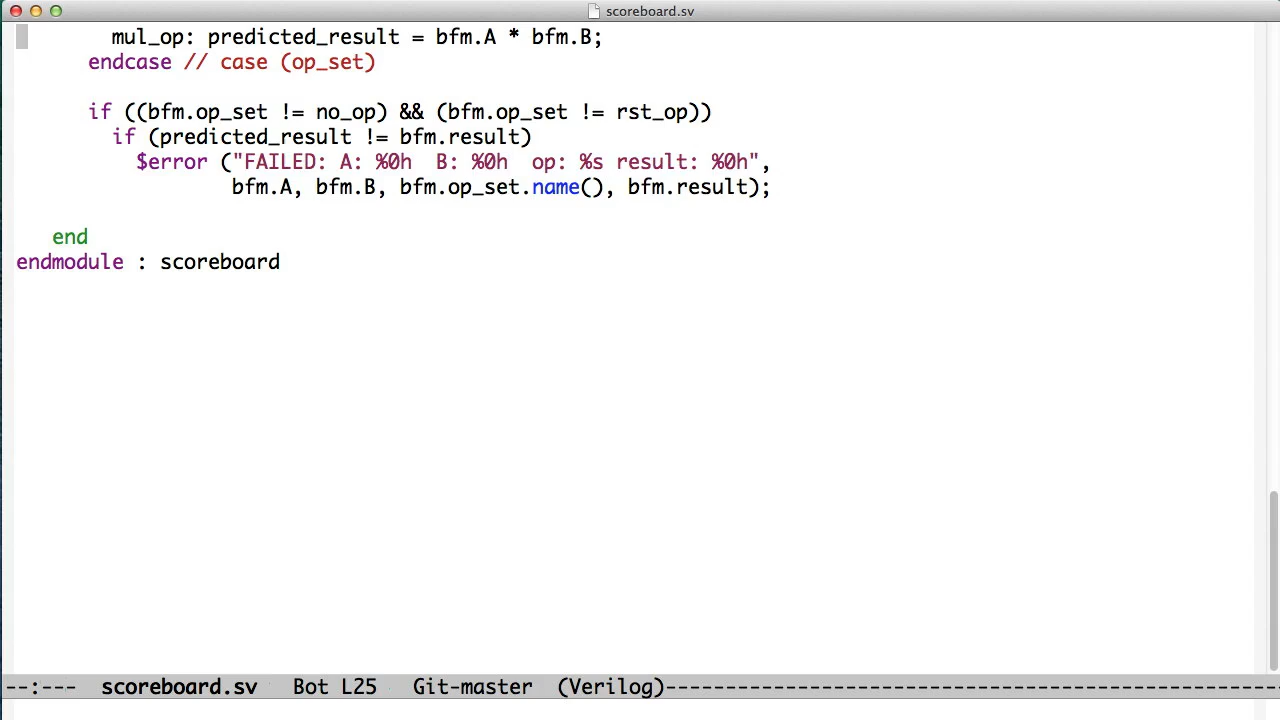 scoreboard.sv
mul_op: predicted_result = bfm.A * bfm.B;
endcase // case (op_set)
if ((bfm.op_set != no_op) && (bfm.op_set != rst_op))
if (predicted_result != bfm.result)
$error ("FAILED: A: %0h  B: %0h  op: %s result: %0h",
bfm.A, bfm.B, bfm.op_set.name(), bfm.result);
end
endmodule : scoreboard
--:---  scoreboard.sv   Bot L25   Git-master  (Verilog)---------------------------------------------------